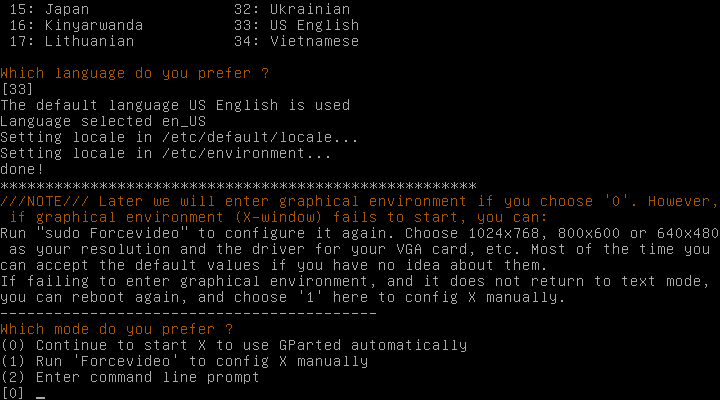 15: Japan 32: Ukrainian
16: Kinyarwanda 33: US English
17: Lithuanian 34: Vietnamese
Which language do you prefer ?
[33]
The default language US English is used
Language selected en_US
Setting locale in /etc/default/locale...
Setting locale in /etc/environment...
done!
*****************************************************
///NOTE/// Later we will enter graphical environment if you choose '0'. However,
if graphical environment (X-window) fails to start, you can:
Run "sudo Forcevideo" to configure it again. Choose 1024x768, 800x600 or 640x480
as your resolution and the driver for your VGA card, etc. Most of the time you
can accept the default values if you have no idea about them.
If failing to enter graphical environment, and it does not return to text mode,
you can reboot again, and choose '1' here to config X manually.
------------------------------------------
Which mode do you prefer ?
(0) Continue to start X to use GParted automatically
(1) Run 'Forcevideo' to config X manually
(2) Enter command line prompt
[0] _